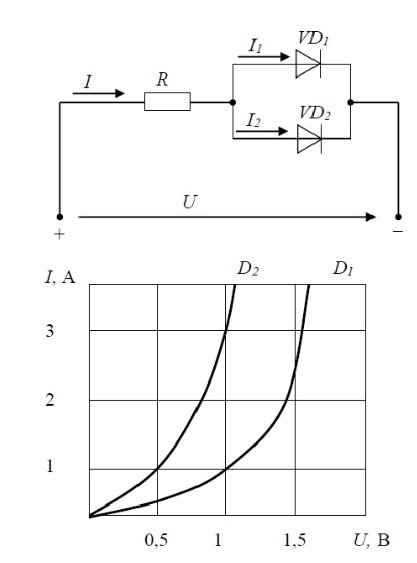 I R I₁ VD₁
I₂ VD₂
U
+ −
I, А D₂ D₁
3
2
1
0,5 1 1,5 U, В